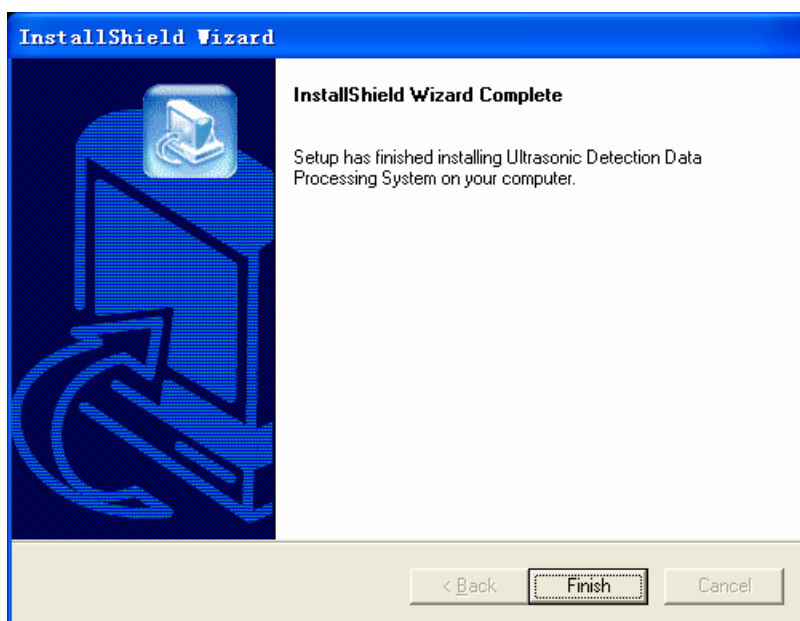 InstallShield Wizard
InstallShield Wizard Complete
Setup has finished installing Ultrasonic Detection Data
Processing System on your computer.
< Back
Finish
Cancel